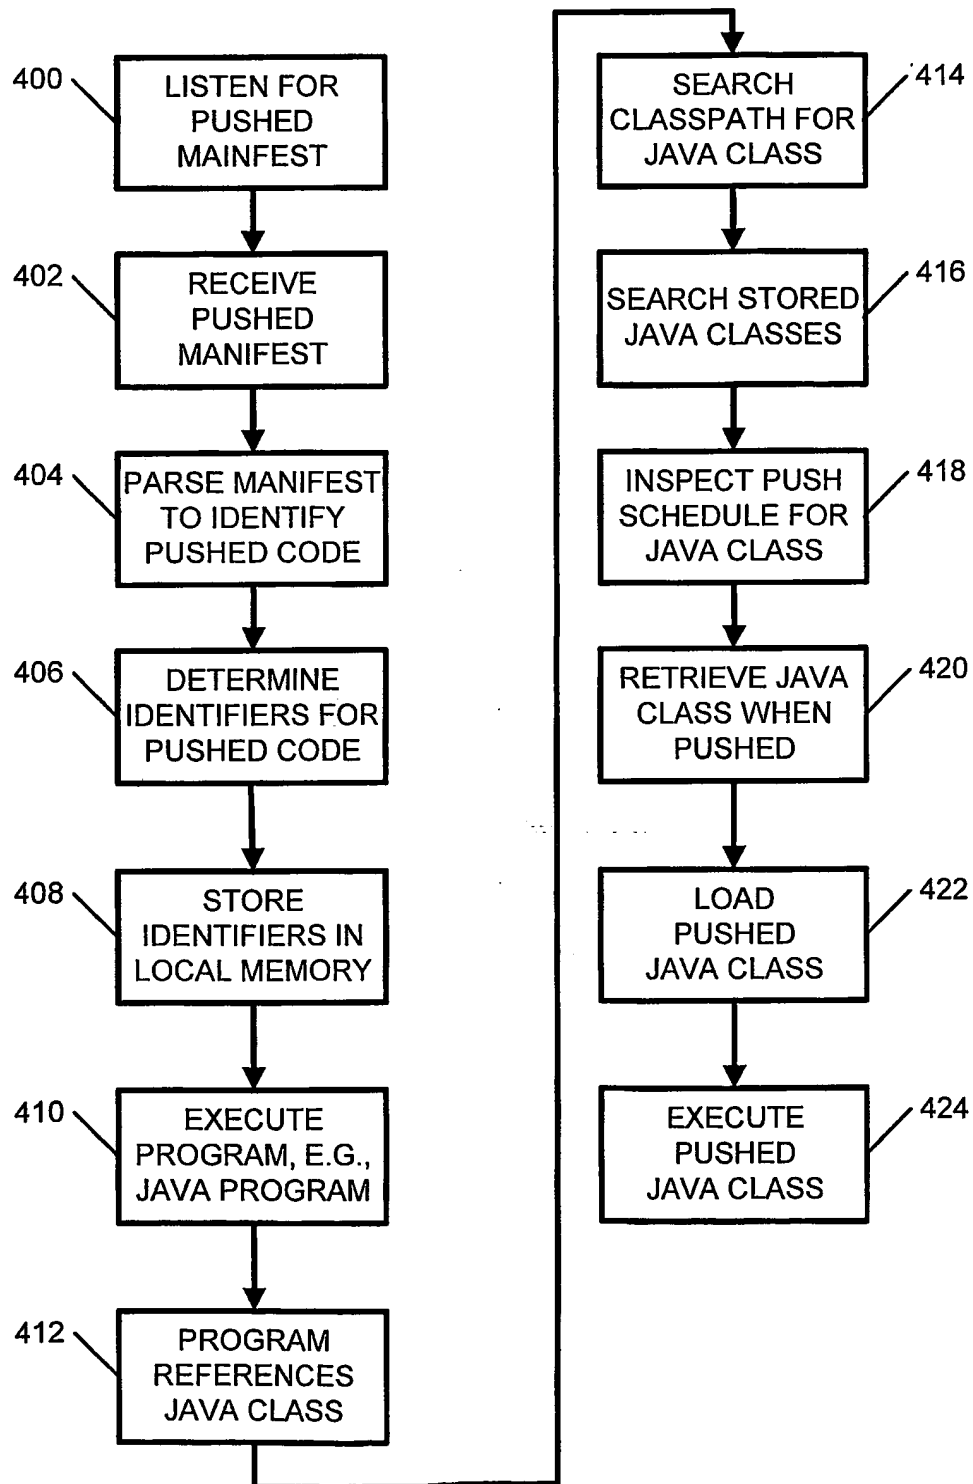 400
LISTEN FOR
PUSHED
MAINFEST
402
RECEIVE
PUSHED
MANIFEST
404
PARSE MANIFEST
TO IDENTIFY
PUSHED CODE
406
DETERMINE
IDENTIFIERS FOR
PUSHED CODE
408
STORE
IDENTIFIERS IN
LOCAL MEMORY
410
EXECUTE
PROGRAM, E.G.,
JAVA PROGRAM
412
PROGRAM
REFERENCES
JAVA CLASS
414
SEARCH
CLASSPATH FOR
JAVA CLASS
416
SEARCH STORED
JAVA CLASSES
418
INSPECT PUSH
SCHEDULE FOR
JAVA CLASS
420
RETRIEVE JAVA
CLASS WHEN
PUSHED
422
LOAD
PUSHED
JAVA CLASS
424
EXECUTE
PUSHED
JAVA CLASS